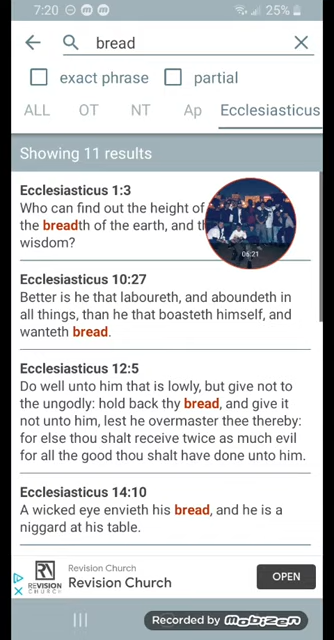 7:20
25%
bread
exact phrase
partial
ALL OT NT Ap Ecclesiasticus
Showing 11 results
Ecclesiasticus 1:3
Who can find out the height of
the breadth of the earth, and th
wisdom?
06:21
Ecclesiasticus 10:27
Better is he that laboureth, and aboundeth in
all things, than he that boasteth himself, and
wanteth bread.
Ecclesiasticus 12:5
Do well unto him that is lowly, but give not to
the ungodly: hold back thy bread, and give it
not unto him, lest he overmaster thee thereby:
for else thou shalt receive twice as much evil
for all the good thou shalt have done unto him.
Ecclesiasticus 14:10
A wicked eye envieth his bread, and he is a
niggard at his table.
Revision Church
Revision Church
REVISION
CHURCH
OPEN
Recorded by mobizen